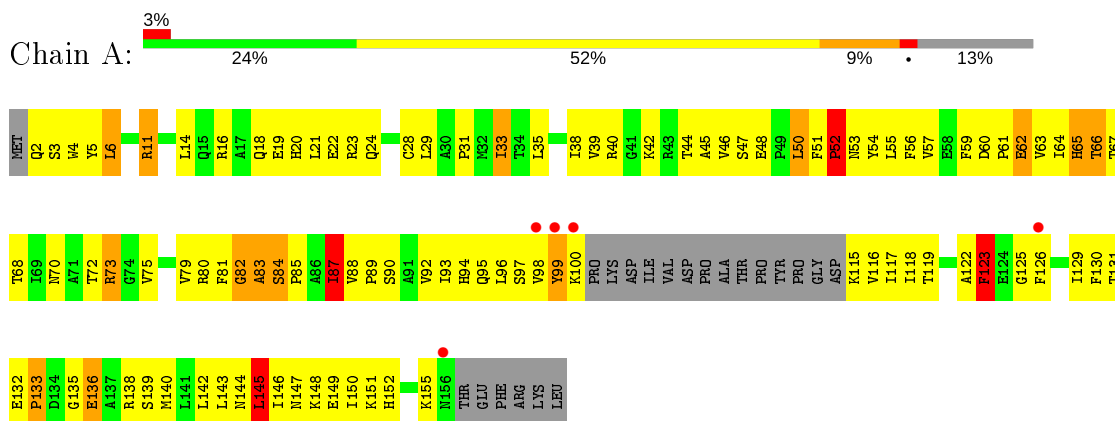 3%
Chain A:
24% 52% 9% • 13%
MET Q2 S3 W4 Y5 L6 R11 L14 Q15 R16 A17 Q18 E19 H20 L21 E22 R23 Q24 C28 L29 A30 P31 M32 I33 T34 L35 I38 V39 R40 G41 K42 R43 T44 A45 V46 S47 E48 P49 L50 F51 P52 N53 Y54 L55 F56 V57 E58 F59 D60 P61 E62 V63 I64 H65 T66 T67
T68 I69 N70 A71 T72 R73 G74 V75 V79 R80 F81 G82 A83 S84 P85 A86 I87 V88 P89 S90 A91 V92 I93 H94 Q95 L96 S97 V98 Y99 K100 PRO LYS ASP ILE VAL ASP PRO ALA THR PRO TYR PRO GLY ASP K115 V116 I117 I118 T119 A122 F123 E124 G125 F126 I129 F130 T131
E132 P133 D134 G135 E136 A137 R138 S139 M140 L141 L142 L143 N144 L145 I146 N147 K148 E149 I150 K151 H152 K155 N156 THR GLU PHE ARG LYS LEU